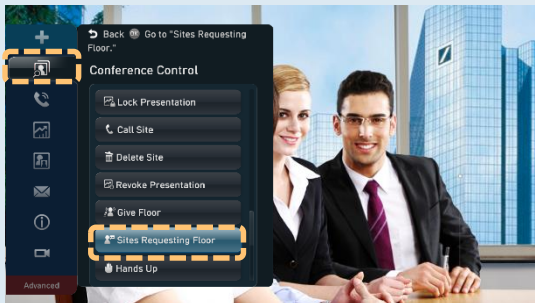 Back OK Go to "Sites Requesting
Floor."
Conference Control
Lock Presentation
Call Site
Delete Site
Revoke Presentation
Give Floor
Sites Requesting Floor
Hands Up
Advanced